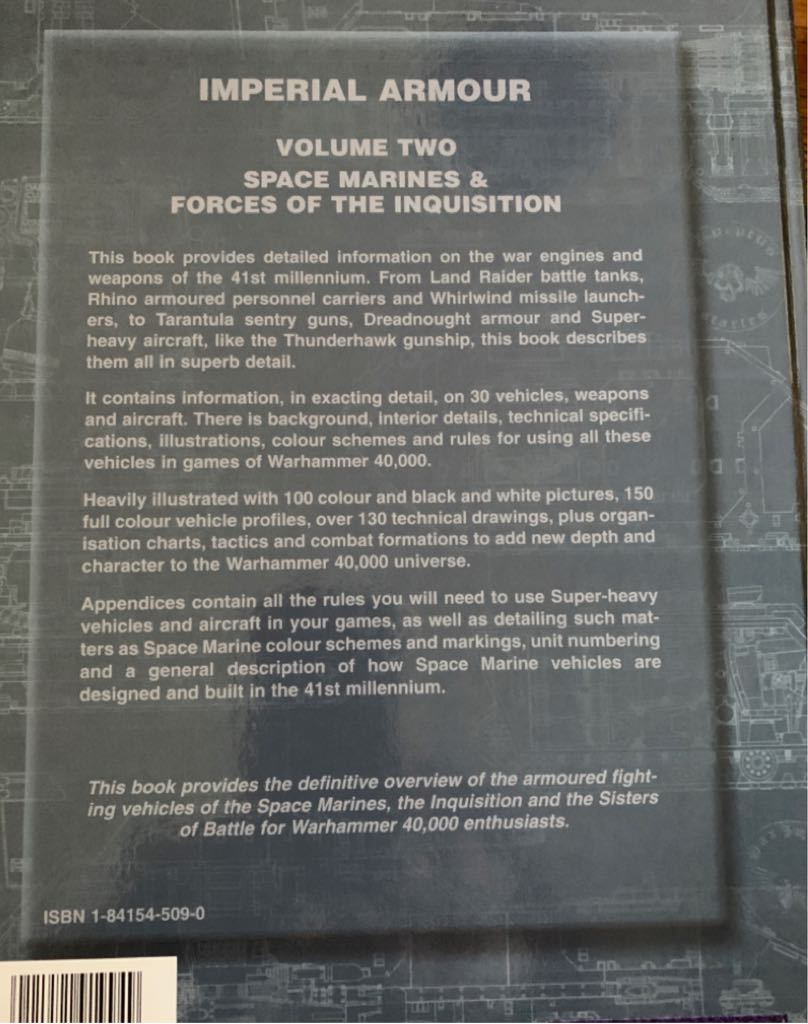 IMPERIAL ARMOUR
VOLUME TWO
SPACE MARINES &
FORCES OF THE INQUISITION
This book provides detailed information on the war engines and
weapons of the 41st millennium. From Land Raider battle tanks,
Rhino armoured personnel carriers and Whirlwind missile launch-
ers, to Tarantula sentry guns, Dreadnought armour and Super-
heavy aircraft, like the Thunderhawk gunship, this book describes
them all in superb detail.
It contains information, in exacting detail, on 30 vehicles, weapons
and aircraft. There is background, interior details, technical specifi-
cations, illustrations, colour schemes and rules for using all these
vehicles in games of Warhammer 40,000.
Heavily illustrated with 100 colour and black and white pictures, 150
full colour vehicle profiles, over 130 technical drawings, plus organ-
isation charts, tactics and combat formations to add new depth and
character to the Warhammer 40,000 universe.
Appendices contain all the rules you will need to use Super-heavy
vehicles and aircraft in your games, as well as detailing such mat-
ters as Space Marine colour schemes and markings, unit numbering
and a general description of how Space Marine vehicles are
designed and built in the 41st millennium.
This book provides the definitive overview of the armoured fight-
ing vehicles of the Space Marines, the Inquisition and the Sisters
of Battle for Warhammer 40,000 enthusiasts.
ISBN 1-84154-509-0